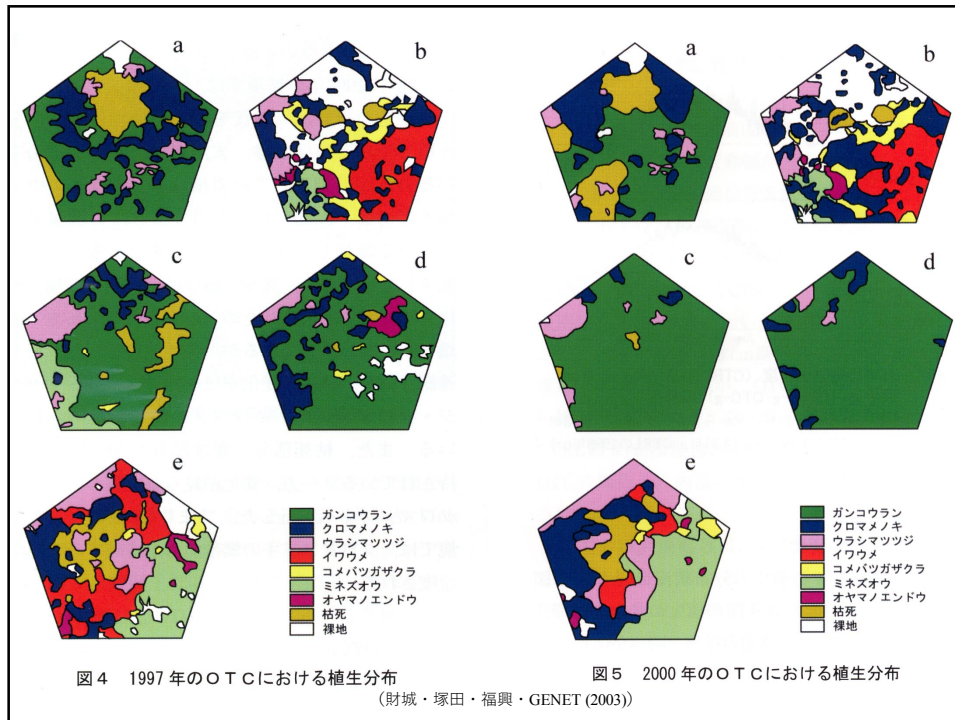 a
b
c
d
e
ガンコウラン
クロマメノキ
ウラシマツツジ
イワウメ
コメバツガザクラ
ミネズオウ
オヤマノエンドウ
枯死
裸地
図4 1997年のOTCにおける植生分布
a
b
c
d
e
ガンコウラン
クロマメノキ
ウラシマツツジ
イワウメ
コメバツガザクラ
ミネズオウ
オヤマノエンドウ
枯死
裸地
図5 2000年のOTCにおける植生分布
(財城・塚田・福興・GENET (2003))